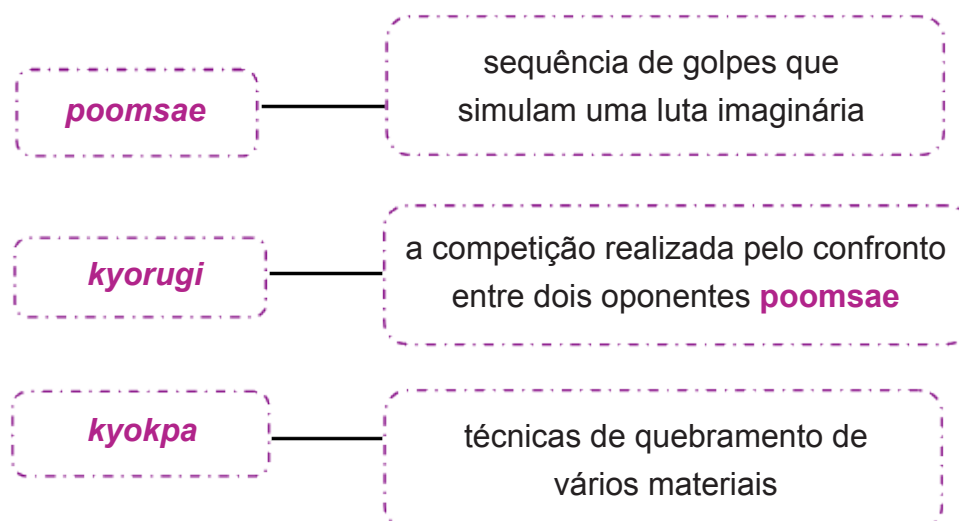 poomsae
sequência de golpes que
simulam uma luta imaginária
kyorugi
a competição realizada pelo confronto
entre dois oponentes poomsae
kyokpa
técnicas de quebramento de
vários materiais